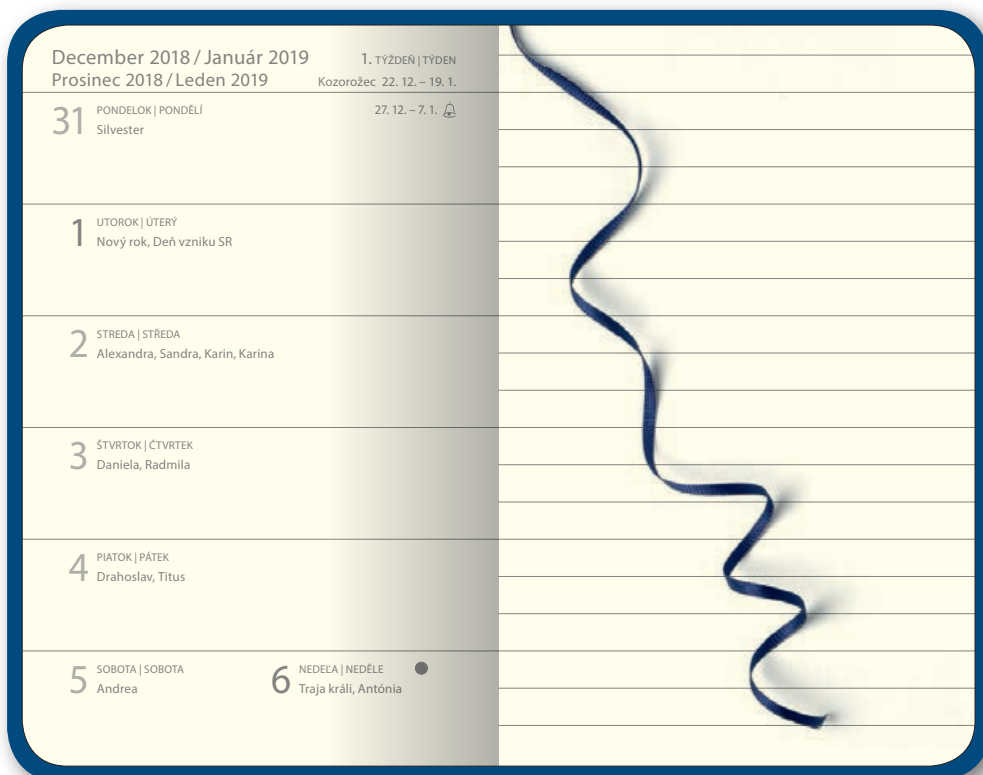 December 2018 / Január 2019
Prosinec 2018 / Leden 2019
1. TÝŽDEŇ | TÝDEN
Kozorožec 22. 12. – 19. 1.
27. 12. – 7. 1.
31 PONDELOK | PONDĚLÍ
Silvester
1 UTOROK | ÚTERÝ
Nový rok, Deň vzniku SR
2 STREDA | STŘEDA
Alexandra, Sandra, Karin, Karina
3 ŠTVRTOK | ČTVRTEK
Daniela, Radmila
4 PIATOK | PÁTEK
Drahoslav, Titus
5 SOBOTA | SOBOTA
Andrea
6 NEDEĽA | NEDĚLE
Traja králi, Antónia